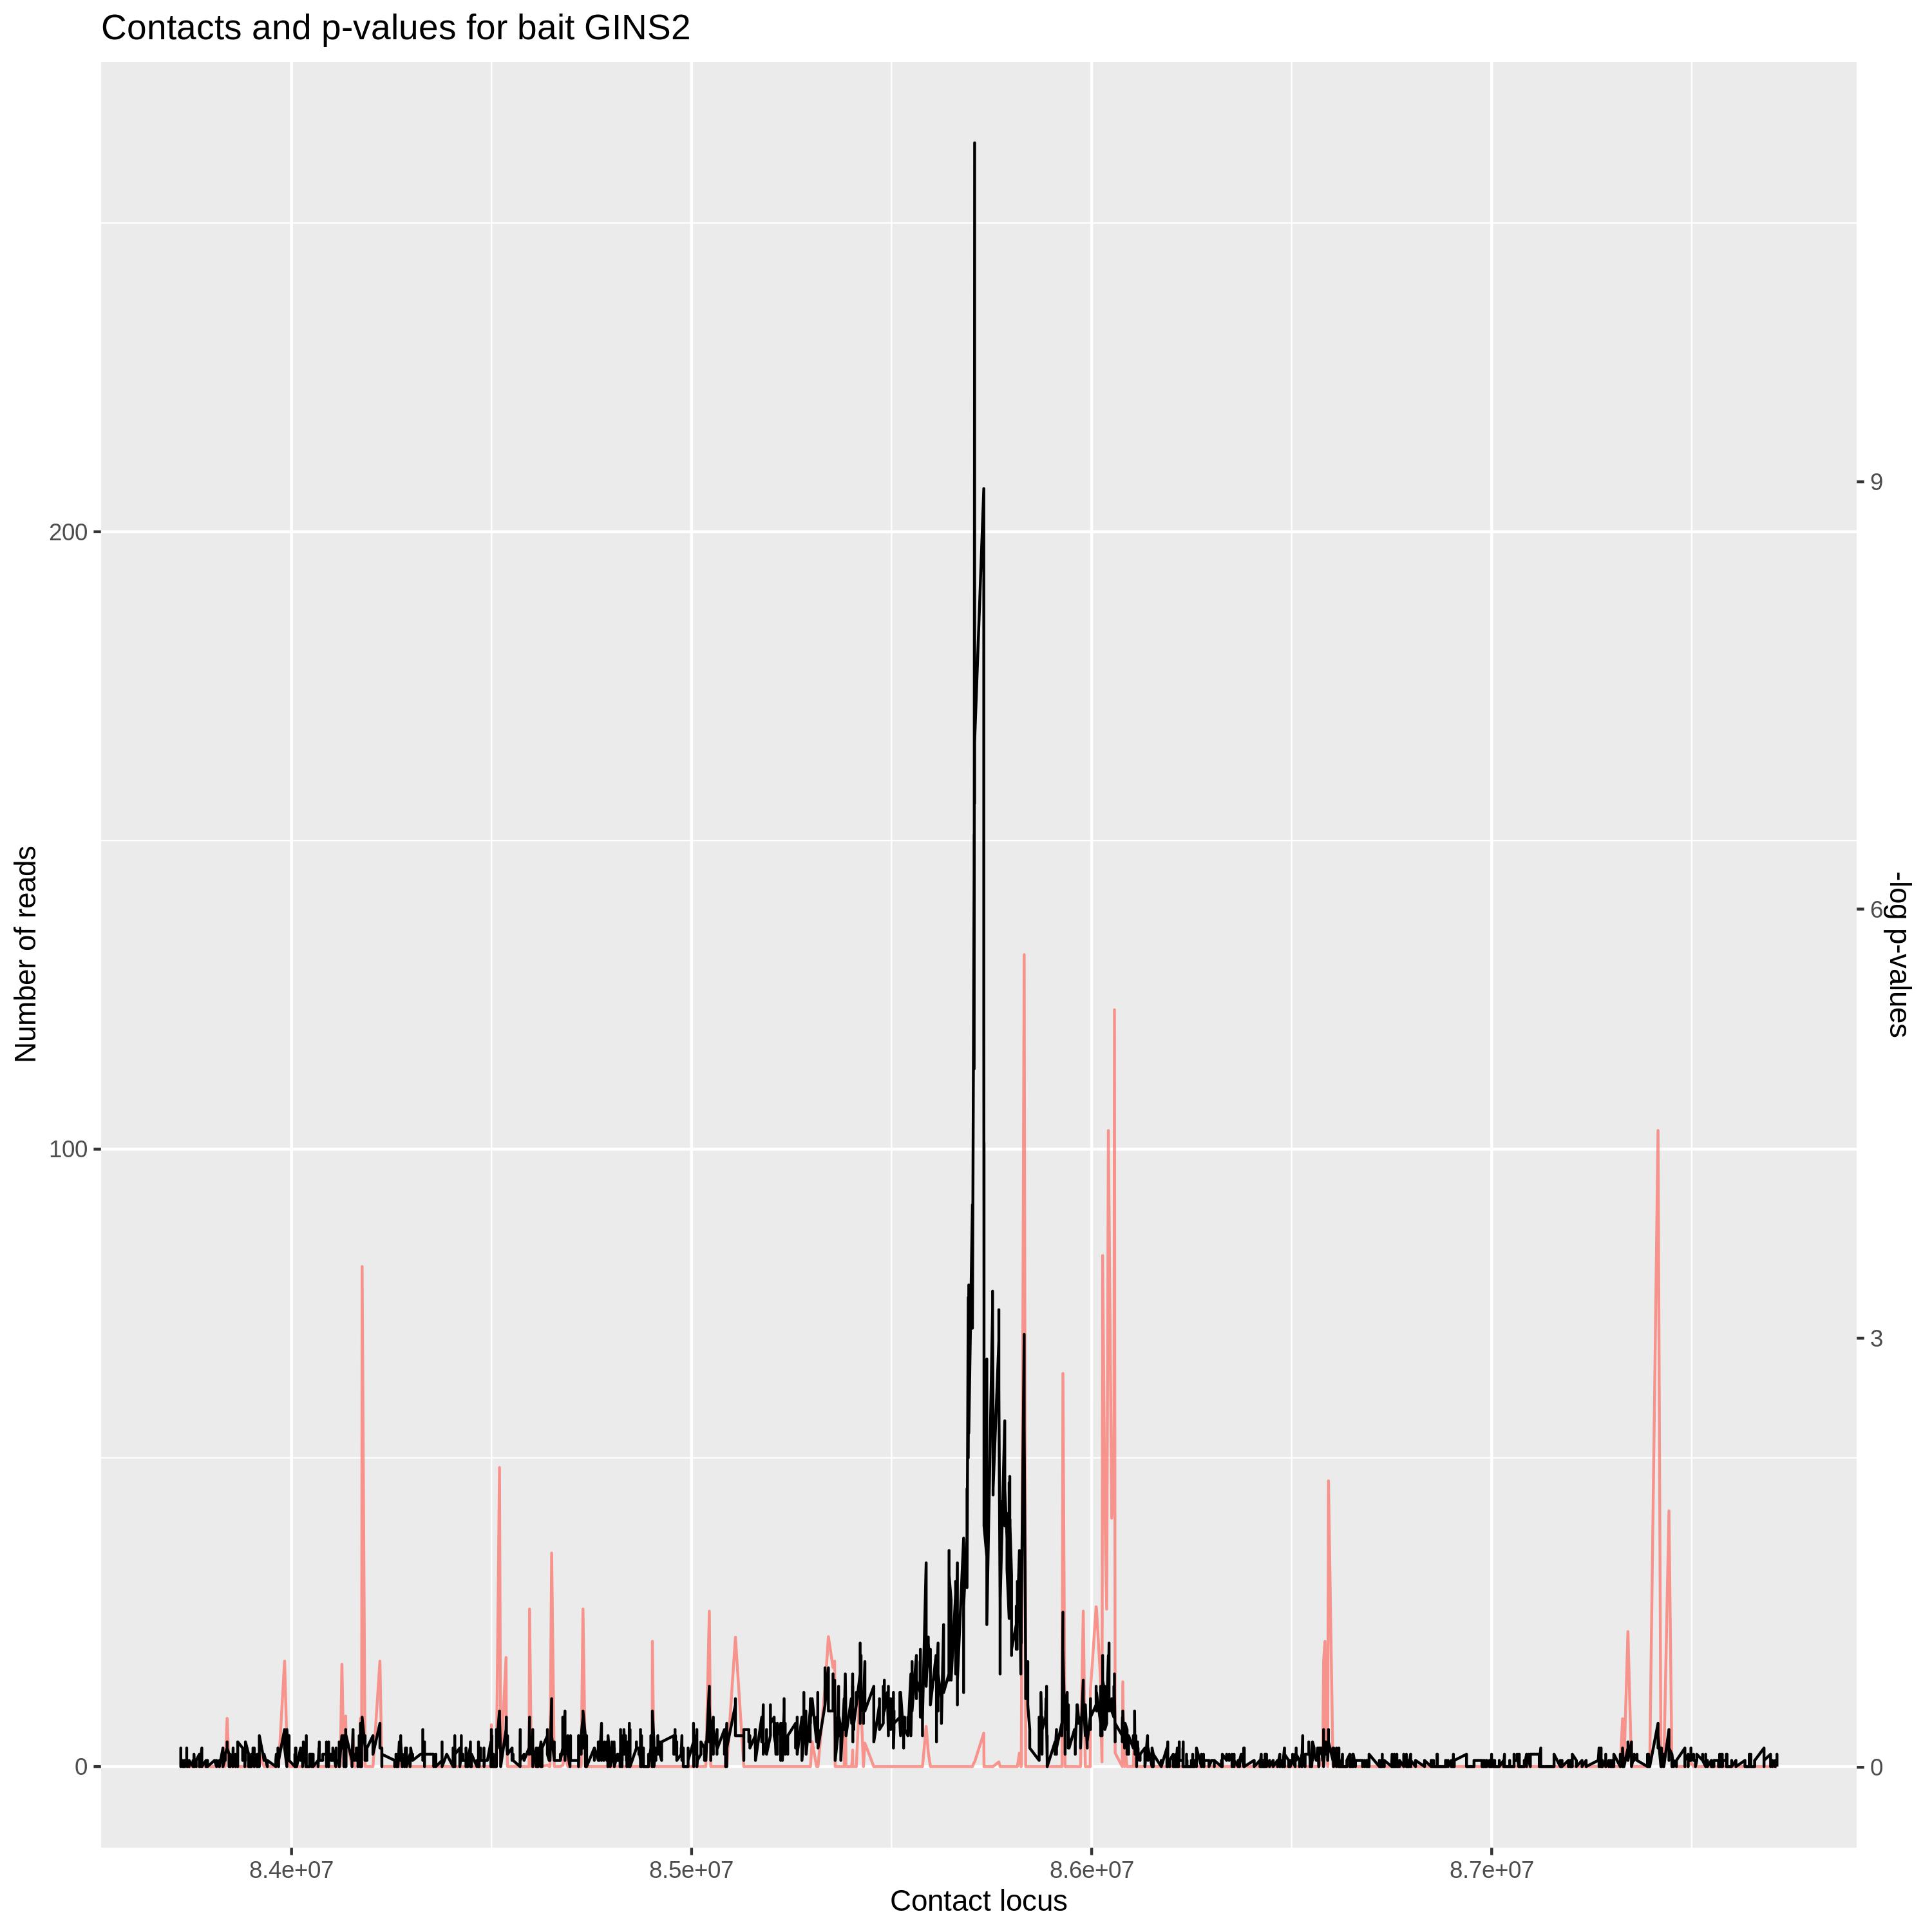 Contacts and p-values for bait GINS2
Number of reads
200
100
0
9
6
3
0
-log p-values
8.4e+07
8.5e+07
8.6e+07
8.7e+07
Contact locus